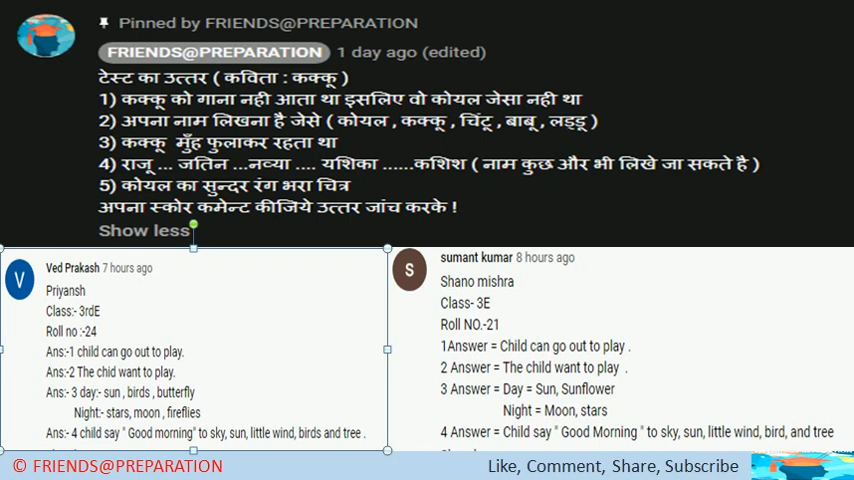 Pinned by FRIENDS@PREPARATION
FRIENDS@PREPARATION 1 day ago (edited)
टेस्ट का उत्तर ( कविता : कक्कू )
1) कक्कू को गाना नही आता था इसलिए वो कोयल जेसा नही था
2) अपना नाम लिखना है जेसे ( कोयल , कक्कू , चिंटू , बाबू , लड्डू )
3) कक्कू मुँह फुलाकर रहता था
4) राजू ... जतिन ...नव्या .... यशिका ......कशिश ( नाम कुछ और भी लिखे जा सकते है )
5) कोयल का सुन्दर रंग भरा चित्र
अपना स्कोर कमेन्ट कीजिये उत्तर जांच करके !
Show less
V
Ved Prakash 7 hours ago
Priyansh
Class:- 3rdE
Roll no :-24
Ans:-1 child can go out to play.
Ans:-2 The chid want to play.
Ans:- 3 day:- sun , birds , butterfly
Night:- stars, moon , fireflies
Ans:- 4 child say " Good morning" to sky, sun, little wind, birds and tree .
S
sumant kumar 8 hours ago
Shano mishra
Class- 3E
Roll NO.-21
1Answer = Child can go out to play .
2 Answer = The child want to play .
3 Answer = Day = Sun, Sunflower
Night = Moon, stars
4 Answer = Child say " Good Morning " to sky, sun, little wind, bird, and tree
© FRIENDS@PREPARATION
Like, Comment, Share, Subscribe